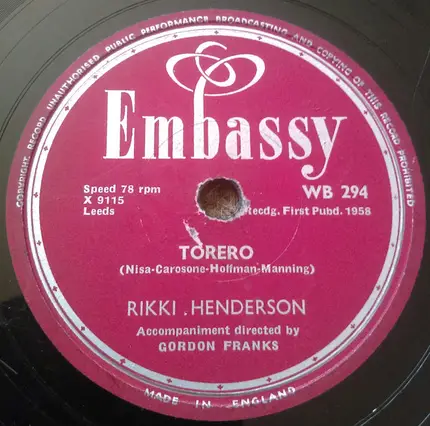 COPYRIGHT RECORD UNAUTHORISED PUBLIC PERFORMANCE BROADCASTING AND COPYING OF THIS RECORD PROHIBITED
Embassy
Speed 78 rpm
X 9115
Leeds
WB 294
Recdg. First Pubd. 1958
TORERO
(Nisa-Carosone-Hoffman-Manning)
RIKKI . HENDERSON
Accompaniment directed by
GORDON FRANKS
MADE IN ENGLAND